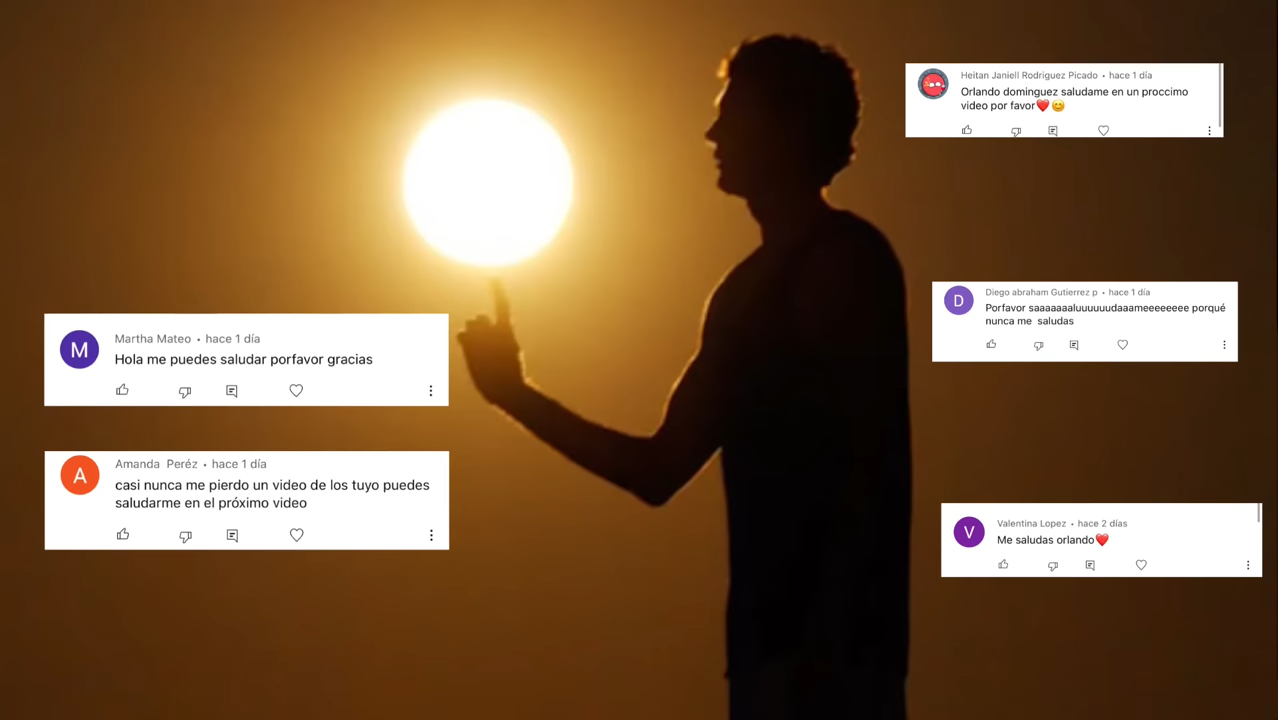 Heitan Janiell Rodriguez Picado • hace 1 día
Orlando dominguez saludame en un proccimo
video por favor❤️😊
D
Diego abraham Gutierrez p • hace 1 día
Porfavor saaaaaaaluuuuuudaaameeeeeeee porqué
nunca me saludas
M
Martha Mateo • hace 1 día
Hola me puedes saludar porfavor gracias
A
Amanda Peréz • hace 1 día
casi nunca me pierdo un video de los tuyo puedes
saludarme en el próximo video
V
Valentina Lopez • hace 2 días
Me saludas orlando❤️